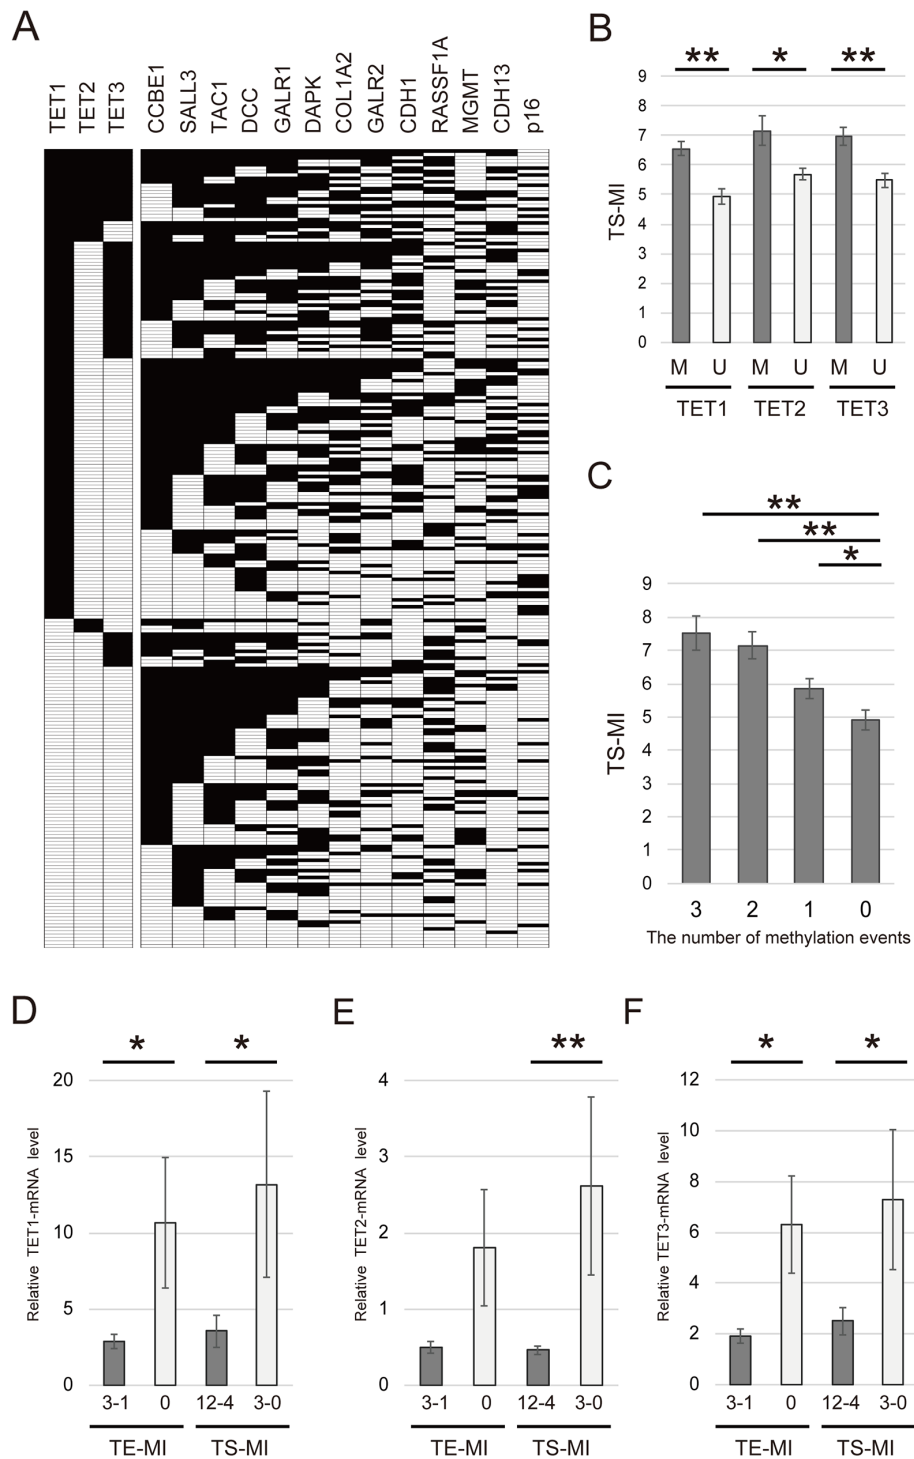 A
TET1 TET2 TET3 CCBE1 SALL3 TAC1 DCC GALR1 DAPK COL1A2 GALR2 CDH1 RASSF1A MGMT CDH13 p16
B
** * **
TS-MI
9
8
7
6
5
4
3
2
1
0
M U M U M U
TET1 TET2 TET3
C
**
**
*
TS-MI
9
8
7
6
5
4
3
2
1
0
3 2 1 0
The number of methylation events
D
* *
Relative TET1-mRNA level
20
15
10
5
0
3-1 0 12-4 3-0
TE-MI TS-MI
E
**
Relative TET2-mRNA level
4
3
2
1
0
3-1 0 12-4 3-0
TE-MI TS-MI
F
* *
Relative TET3-mRNA level
12
10
8
6
4
2
0
3-1 0 12-4 3-0
TE-MI TS-MI